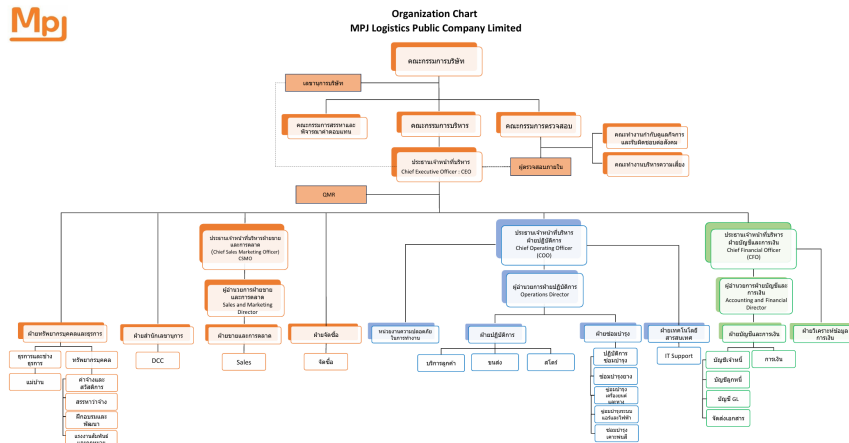 Mpj
Organization Chart
MPJ Logistics Public Company Limited
คณะกรรมการบริษัท
เลขานุการบริษัท
คณะกรรมการสรรหาและ
พิจารณาค่าตอบแทน
คณะกรรมการบริหาร
คณะกรรมการตรวจสอบ
คณะทำงานกำกับดูแลกิจการ
และรับผิดชอบต่อสังคม
คณะทำงานบริหารความเสี่ยง
ประธานเจ้าหน้าที่บริหาร
Chief Executive Officer : CEO
ผู้ตรวจสอบภายใน
QMR
ประธานเจ้าหน้าที่บริหารฝ่ายขาย
และการตลาด
(Chief Sales Marketing Officer)
CSMO
ประธานเจ้าหน้าที่บริหาร
ฝ่ายปฏิบัติการ
Chief Operating Officer
(COO)
ประธานเจ้าหน้าที่บริหาร
ฝ่ายบัญชีและการเงิน
Chief Financial Officer
(CFO)
ผู้อำนวยการฝ่ายขาย
และการตลาด
Sales and Marketing
Director
ผู้อำนวยการฝ่ายปฏิบัติการ
Operations Director
ผู้อำนวยการฝ่ายบัญชีและ
การเงิน
Accounting and Financial
Director
ฝ่ายทรัพยากรบุคคลและธุรการ
ฝ่ายสำนักเลขานุการ
ฝ่ายขายและการตลาด
ฝ่ายจัดซื้อ
หน่วยงานความปลอดภัย
ในการทำงาน
ฝ่ายปฏิบัติการ
ฝ่ายซ่อมบำรุง
ฝ่ายเทคโนโลยี
สารสนเทศ
ฝ่ายบัญชีและการเงิน
ฝ่ายวิเคราะห์ข้อมูล
การเงิน
ธุรการและช่าง
ธุรการ
ทรัพยากรบุคคล
DCC
Sales
จัดซื้อ
บริการลูกค้า
ขนส่ง
สโตร์
ปฏิบัติการ
ซ่อมบำรุง
IT Support
บัญชีเจ้าหนี้
การเงิน
แม่บ้าน
ค่าจ้างและ
สวัสดิการ
ซ่อมบำรุงยาง
บัญชีลูกหนี้
สรรหาว่าจ้าง
ซ่อมบำรุง
เครื่องยนต์
บัญชี GL
ฝึกอบรมและ
พัฒนา
ซ่อมบำรุงระบบ
แอร์และไฟฟ้า
จัดส่งเอกสาร
แรงงานสัมพันธ์
ซ่อมบำรุง